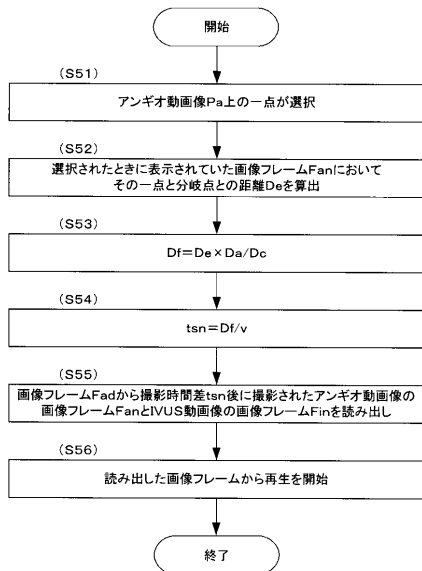 開始
(S51)
アンギオ動画像Pa上の一点が選択
(S52)
選択されたときに表示されていた画像フレームFanにおいて
その一点と分岐点との距離Deを算出
(S53)
Df=De×Da/Dc
(S54)
tsn=Df/v
(S55)
画像フレームFadから撮影時間差tsn後に撮影されたアンギオ動画像の
画像フレームFanとIVUS動画像の画像フレームFinを読み出し
(S56)
読み出した画像フレームから再生を開始
終了